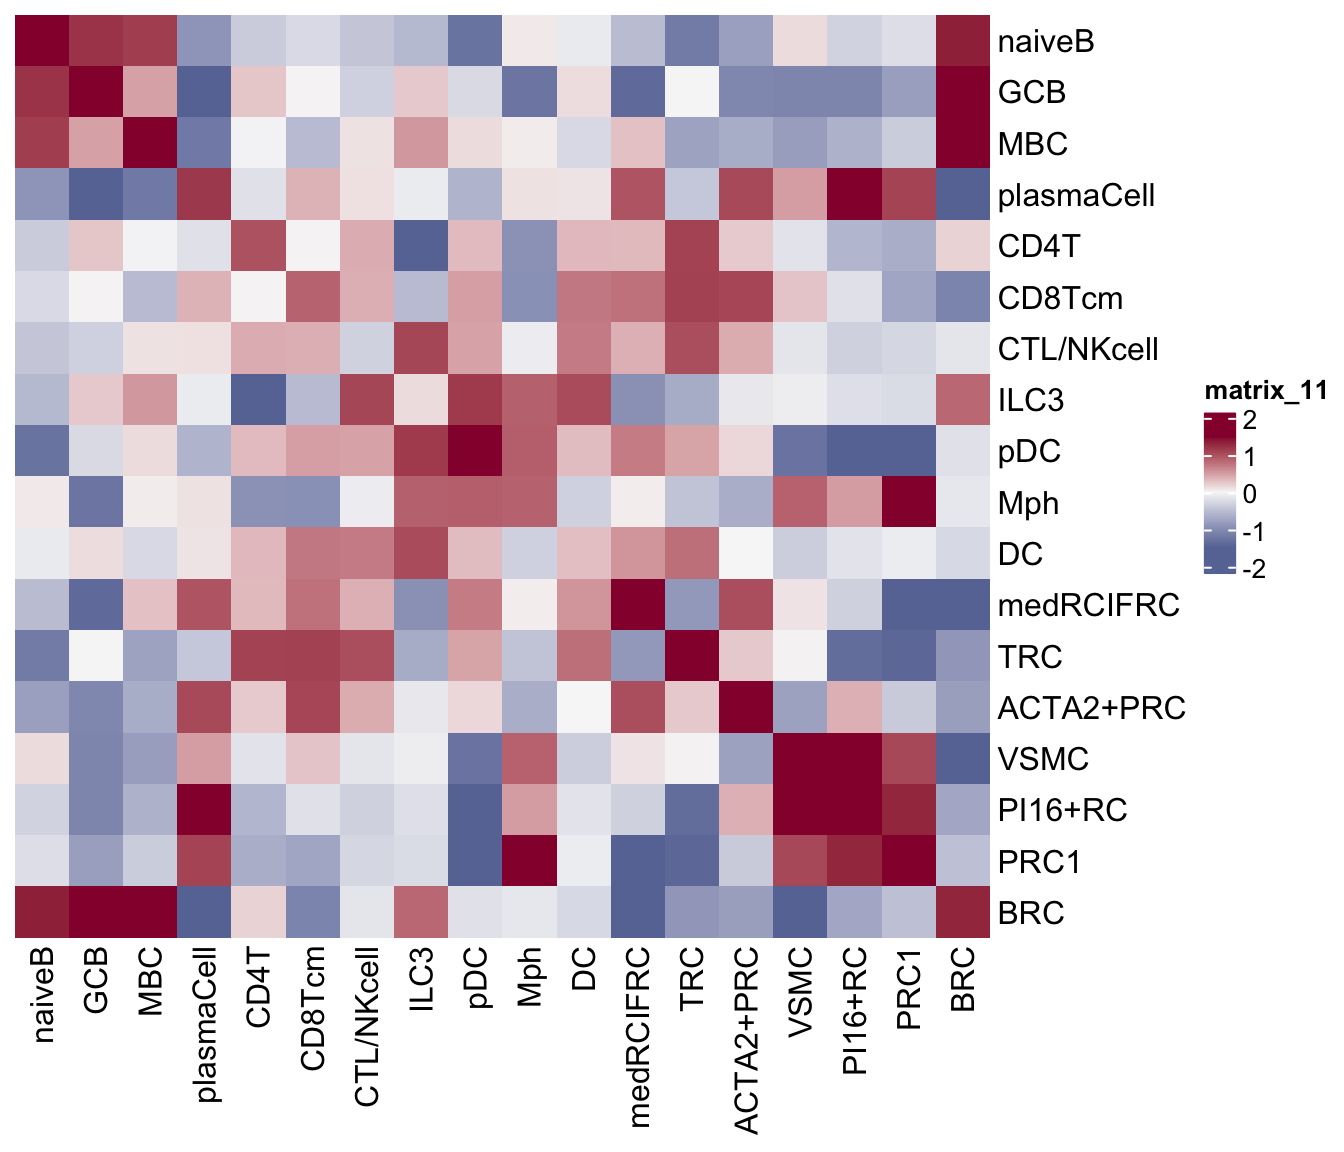 naiveB
GCB
MBC
plasmaCell
CD4T
CD8Tcm
CTL/NKcell
ILC3
pDC
Mph
DC
medRCIFRC
TRC
ACTA2+PRC
VSMC
PI16+RC
PRC1
BRC
matrix_11
2
1
0
-1
-2
naiveB
GCB
MBC
plasmaCell
CD4T
CD8Tcm
CTL/NKcell
ILC3
pDC
Mph
DC
medRCIFRC
TRC
ACTA2+PRC
VSMC
PI16+RC
PRC1
BRC